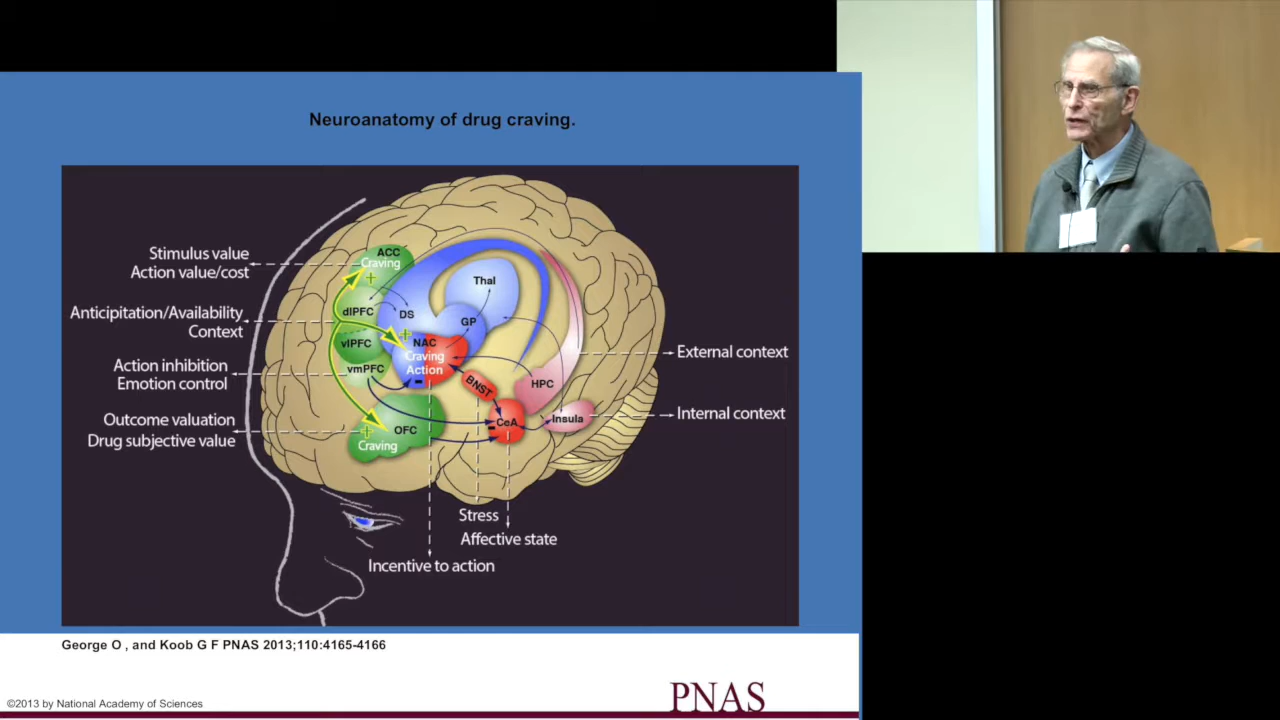 Neuroanatomy of drug craving.
Stimulus value
Action value/cost
Anticipitation/Availability
Context
Action inhibition
Emotion control
Outcome valuation
Drug subjective value
ACC
Craving
+
dlPFC
DS
vlPFC
vmPFC
+
NAC
Craving
Action
-
GP
Thal
BNST
HPC
CeA
-
Insula
OFC
+
Craving
External context
Internal context
Stress
Affective state
Incentive to action
George O , and Koob G F PNAS 2013;110:4165-4166
©2013 by National Academy of Sciences
PNAS